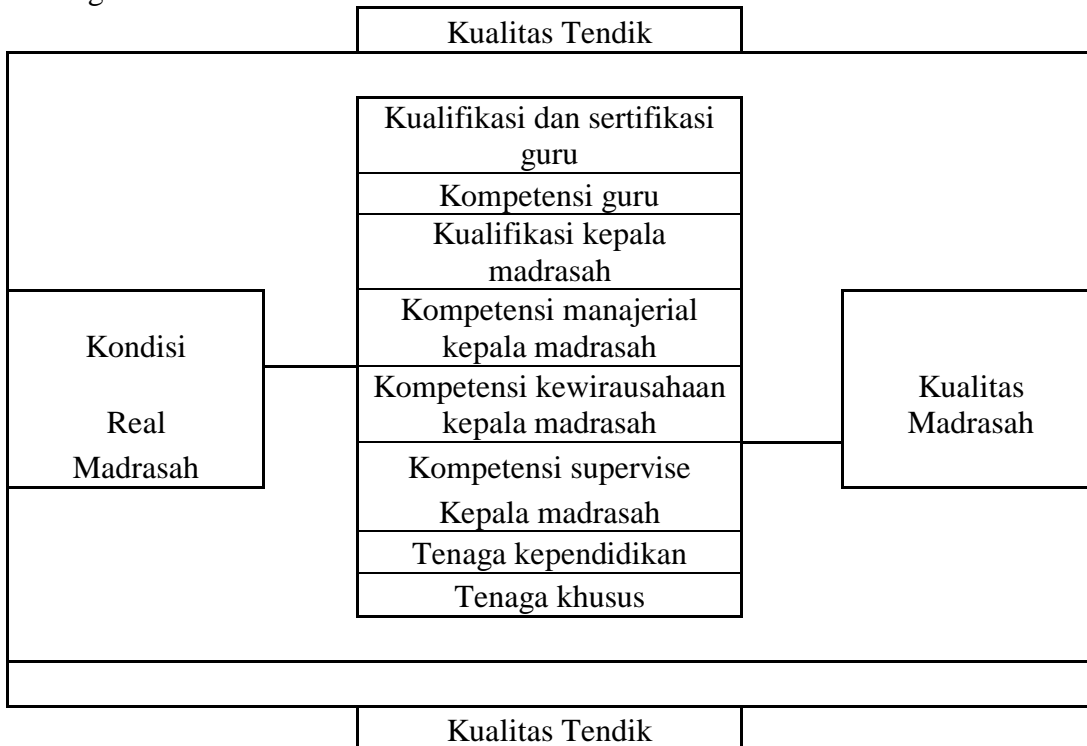 Kualitas Tendik
Kualifikasi dan sertifikasi
guru
Kompetensi guru
Kualifikasi kepala
madrasah
Kompetensi manajerial
kepala madrasah
Kompetensi kewirausahaan
kepala madrasah
Kompetensi supervise
Kepala madrasah
Tenaga kependidikan
Tenaga khusus
Kondisi
Real
Madrasah
Kualitas
Madrasah
Kualitas Tendik